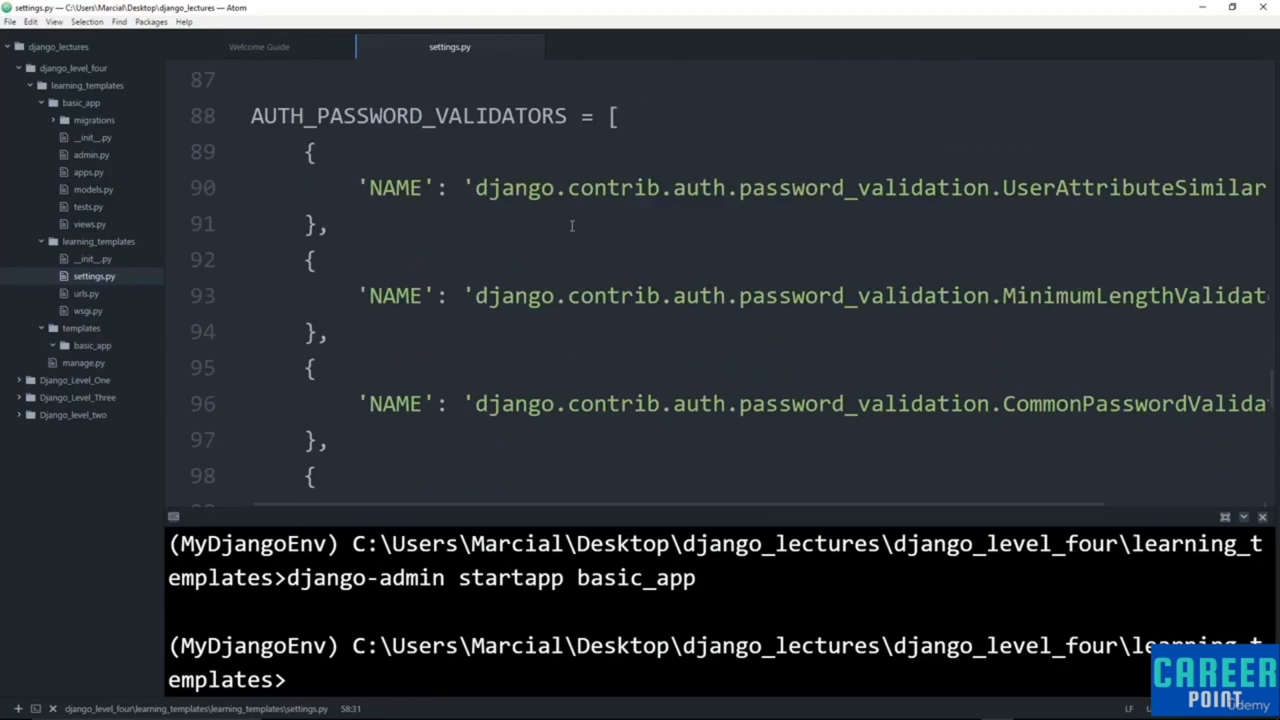 settings.py — C:\Users\Marcial\Desktop\django_lectures — Atom
File Edit View Selection Find Packages Help
django_lectures
django_level_four
learning_templates
basic_app
migrations
__init__.py
admin.py
apps.py
models.py
tests.py
views.py
learning_templates
__init__.py
settings.py
urls.py
wsgi.py
templates
basic_app
manage.py
Django_Level_One
Django_Level_Three
Django_level_two
Welcome Guide
settings.py
87
88 AUTH_PASSWORD_VALIDATORS = [
89 {
90 'NAME': 'django.contrib.auth.password_validation.UserAttributeSimilar
91 },
92 {
93 'NAME': 'django.contrib.auth.password_validation.MinimumLengthValidat
94 },
95 {
96 'NAME': 'django.contrib.auth.password_validation.CommonPasswordValida
97 },
98 {
(MyDjangoEnv) C:\Users\Marcial\Desktop\django_lectures\django_level_four\learning_t
emplates>django-admin startapp basic_app
(MyDjangoEnv) C:\Users\Marcial\Desktop\django_lectures\django_level_four\learning_t
emplates>
django_level_four\learning_templates\learning_templates\settings.py 58:31
LF
CAREER
POINT
Udemy